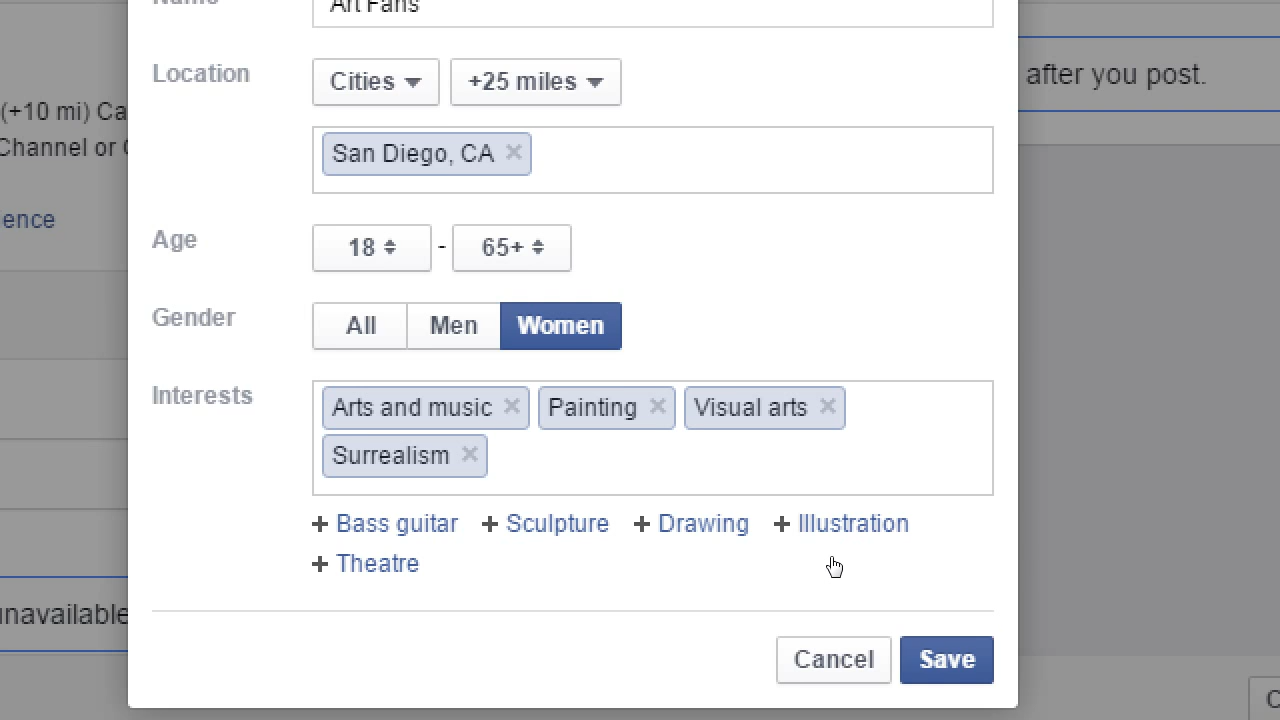 Name Art Fans
Location Cities +25 miles after you post.
(+10 mi) Ca
San Diego, CA ×
Channel or
Age 18 - 65+
ence
Gender All Men Women
Interests Arts and music × Painting × Visual arts ×
Surrealism ×
+ Bass guitar + Sculpture + Drawing + Illustration
+ Theatre
unavailable
Cancel Save